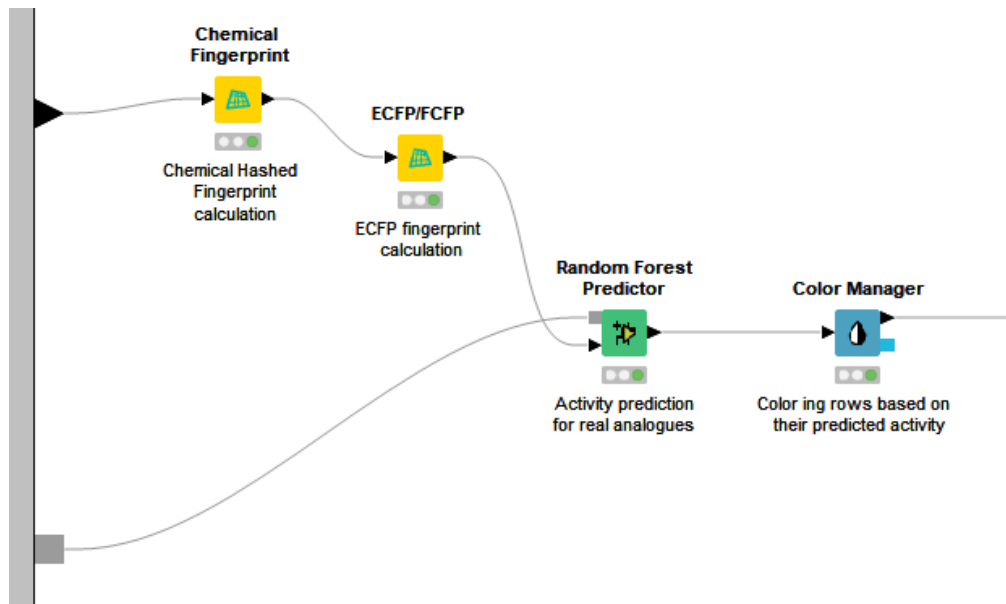 Chemical
Fingerprint
Chemical Hashed
Fingerprint
calculation
ECFP/FCFP
ECFP fingerprint
calculation
Random Forest
Predictor
Activity prediction
for real analogues
Color Manager
Color ing rows based on
their predicted activity